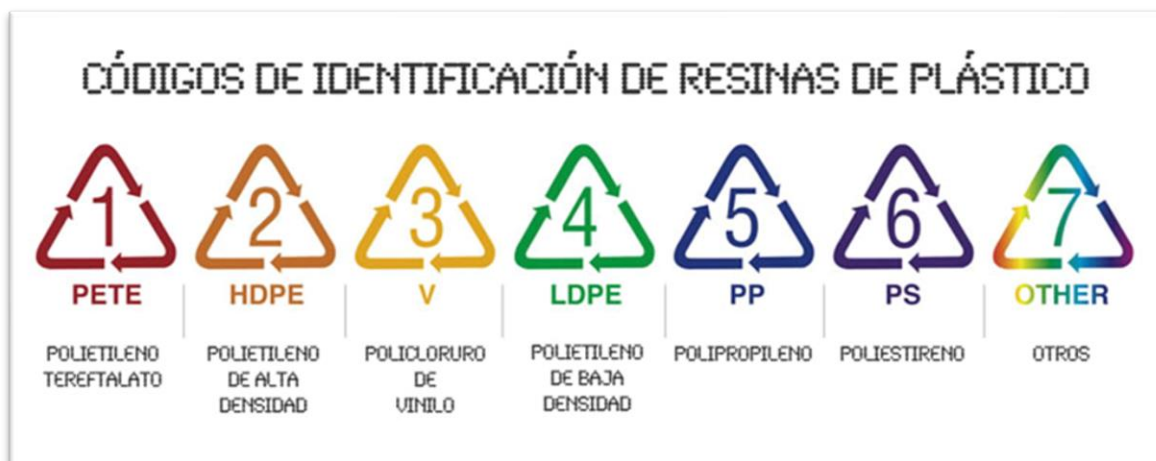 CÓDIGOS DE IDENTIFICACIÓN DE RESINAS DE PLÁSTICO
1
PETE
POLIETILENO
TEREFTALATO
2
HDPE
POLIETILENO
DE ALTA
DENSIDAD
3
V
POLICLORURO
DE
VINILO
4
LDPE
POLIETILENO
DE BAJA
DENSIDAD
5
PP
POLIPROPILENO
6
PS
POLIESTIRENO
7
OTHER
OTROS